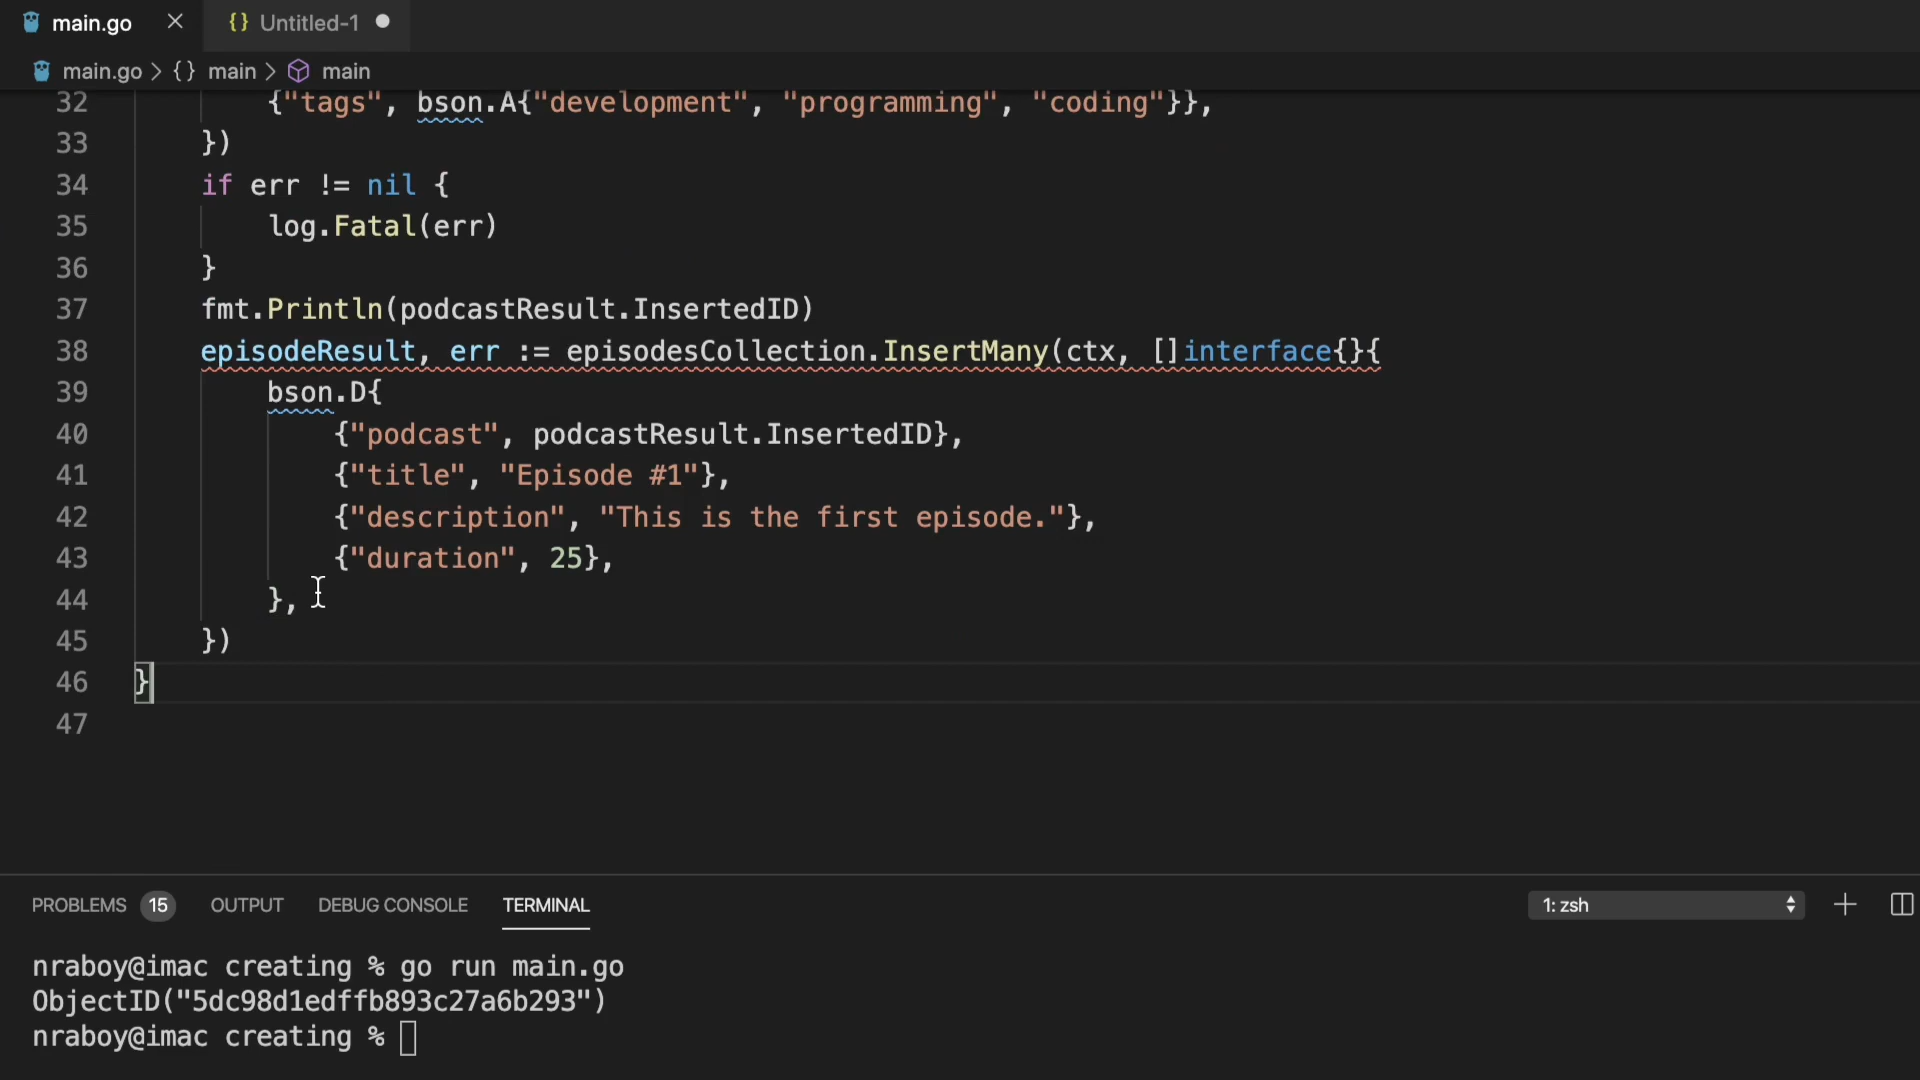 main.go
{} Untitled-1
main.go > {} main > main
32 {"tags", bson.A{"development", "programming", "coding"}},
33 })
34 if err != nil {
35 log.Fatal(err)
36 }
37 fmt.Println(podcastResult.InsertedID)
38 episodeResult, err := episodesCollection.InsertMany(ctx, []interface{}{
39 bson.D{
40 {"podcast", podcastResult.InsertedID},
41 {"title", "Episode #1"},
42 {"description", "This is the first episode."},
43 {"duration", 25},
44 },
45 })
46 }
47
PROBLEMS 15 OUTPUT DEBUG CONSOLE TERMINAL 1: zsh
nraboy@imac creating % go run main.go
ObjectID("5dc98d1edffb893c27a6b293")
nraboy@imac creating %